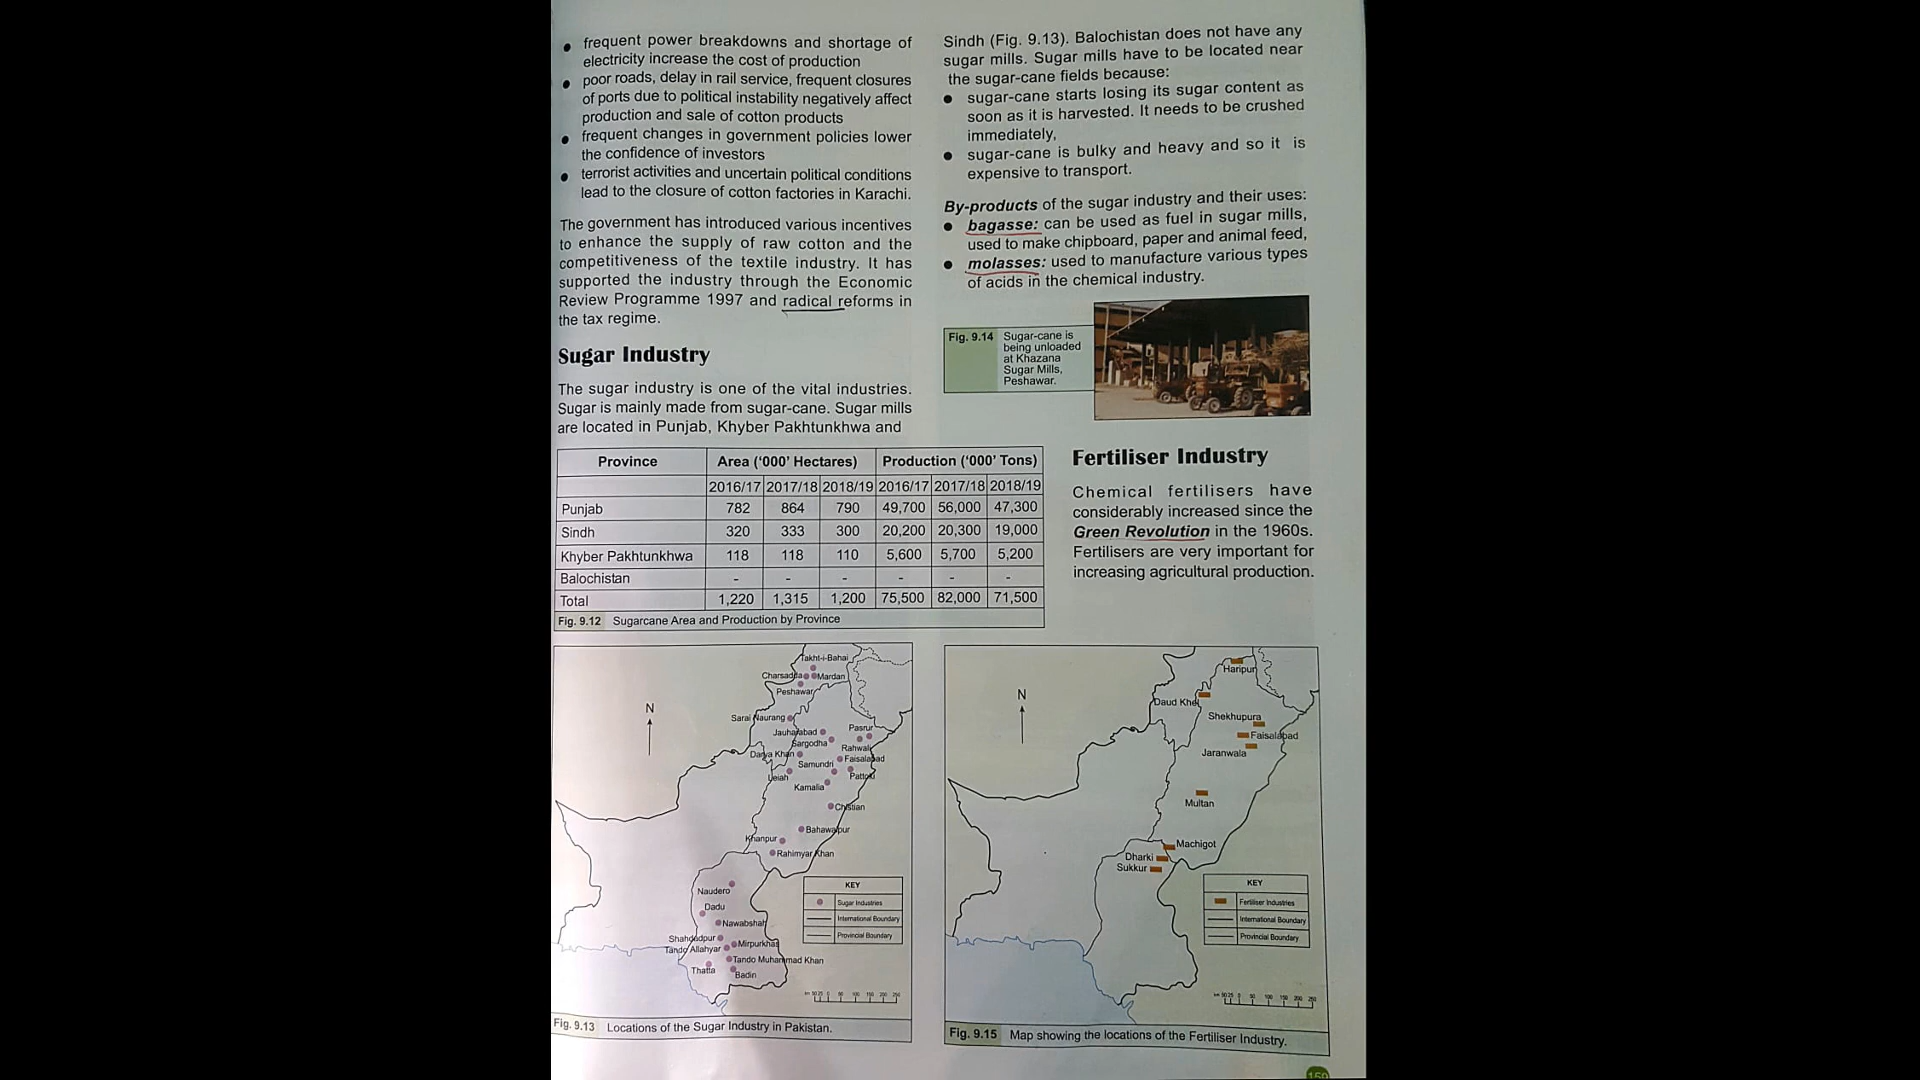 ● frequent power breakdowns and shortage of
electricity increase the cost of production
● poor roads, delay in rail service, frequent closures
of ports due to political instability negatively affect
production and sale of cotton products
● frequent changes in government policies lower
the confidence of investors
● terrorist activities and uncertain political conditions
lead to the closure of cotton factories in Karachi.
The government has introduced various incentives
to enhance the supply of raw cotton and the
competitiveness of the textile industry. It has
supported the industry through the Economic
Review Programme 1997 and radical reforms in
the tax regime.
Sugar Industry
The sugar industry is one of the vital industries.
Sugar is mainly made from sugar-cane. Sugar mills
are located in Punjab, Khyber Pakhtunkhwa and
Sindh (Fig. 9.13). Balochistan does not have any
sugar mills. Sugar mills have to be located near
the sugar-cane fields because:
● sugar-cane starts losing its sugar content as
soon as it is harvested. It needs to be crushed
immediately,
● sugar-cane is bulky and heavy and so it is
expensive to transport.
By-products of the sugar industry and their uses:
● bagasse: can be used as fuel in sugar mills,
used to make chipboard, paper and animal feed,
● molasses: used to manufacture various types
of acids in the chemical industry.
Fig. 9.14 Sugar-cane is
being unloaded
at Khazana
Sugar Mills,
Peshawar.
Province Area ('000' Hectares) Production ('000' Tons)
2016/17 2017/18 2018/19 2016/17 2017/18 2018/19
Punjab 782 864 790 49,700 56,000 47,300
Sindh 320 333 300 20,200 20,300 19,000
Khyber Pakhtunkhwa 118 118 110 5,600 5,700 5,200
Balochistan - - - - - -
Total 1,220 1,315 1,200 75,500 82,000 71,500
Fig. 9.12 Sugarcane Area and Production by Province
Fertiliser Industry
Chemical fertilisers have
considerably increased since the
Green Revolution in the 1960s.
Fertilisers are very important for
increasing agricultural production.
Takht-i-Bahai
Charsadda Mardan
Peshawar
N
Sarai Naurang
Jauharabad Pasrur
Sargodha
Rahwali
Darya Khan
Faisalabad
Samundri
Leiah Pattoki
Kamalia
Chistian
Bahawalpur
Khanpur
Rahimyar Khan
Naudero
Dadu
Nawabshah
Shahdadpur
Mirpurkhas
Tando Allahyar
Tando Muhammad Khan
Thatta
Badin
KEY
Sugar Industries
International Boundary
Provincial Boundary
Fig. 9.13 Locations of the Sugar Industry in Pakistan.
Haripur
N
Daud Khel
Shekhupura
Faisalabad
Jaranwala
Multan
Machigot
Dharki
Sukkur
KEY
Fertiliser Industries
International Boundary
Provincial Boundary
Fig. 9.15 Map showing the locations of the Fertiliser Industry.
159